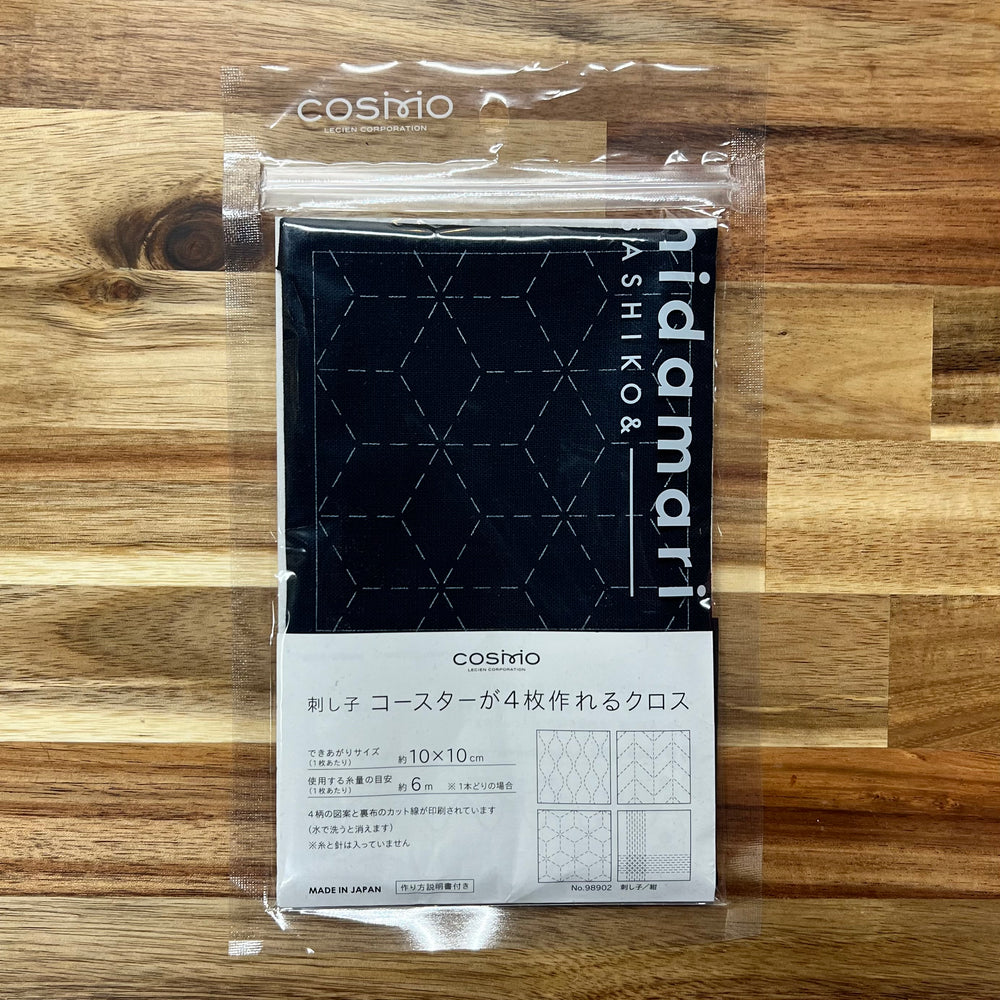 COSMO
LECIEN CORPORATION
hidamari
SASHIKO&
COSMO
LECIEN CORPORATION
刺し子 コースターが4枚作れるクロス
できあがりサイズ
(1枚あたり)
約10×10cm
使用する糸量の目安
(1枚あたり)
約6m ※1本どりの場合
4柄の図案と裏布のカット線が印刷されています
(水で洗うと消えます)
※糸と針は入っていません
MADE IN JAPAN
作り方説明書付き
No.98902 刺し子/紺